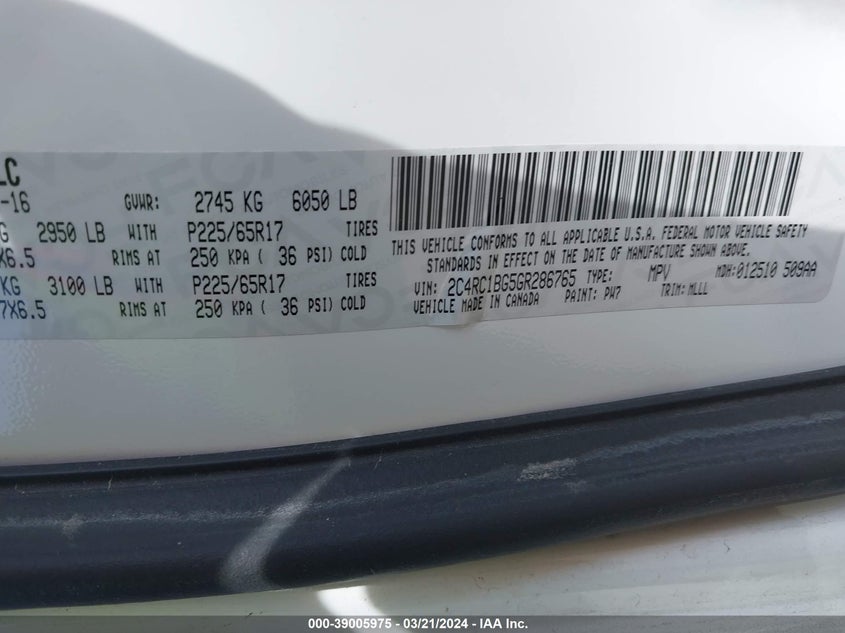 LC
-16 GVWR: 2745 KG 6050 LB
G 2950 LB WITH P225/65R17 TIRES
X6.5 RIMS AT 250 KPA ( 36 PSI) COLD
KG 3100 LB WITH P225/65R17 TIRES
7X6.5 RIMS AT 250 KPA ( 36 PSI) COLD
THIS VEHICLE CONFORMS TO ALL APPLICABLE U.S.A. FEDERAL MOTOR VEHICLE SAFETY
STANDARDS IN EFFECT ON THE DATE OF MANUFACTURE SHOWN ABOVE.
VIN: 2C4RC1BG5GR286765 TYPE: MPV MDH:012510 509AA
VEHICLE MADE IN CANADA PAINT: PW7 TRIM: MLLL
000-39005975 - 03/21/2024 - IAA Inc.